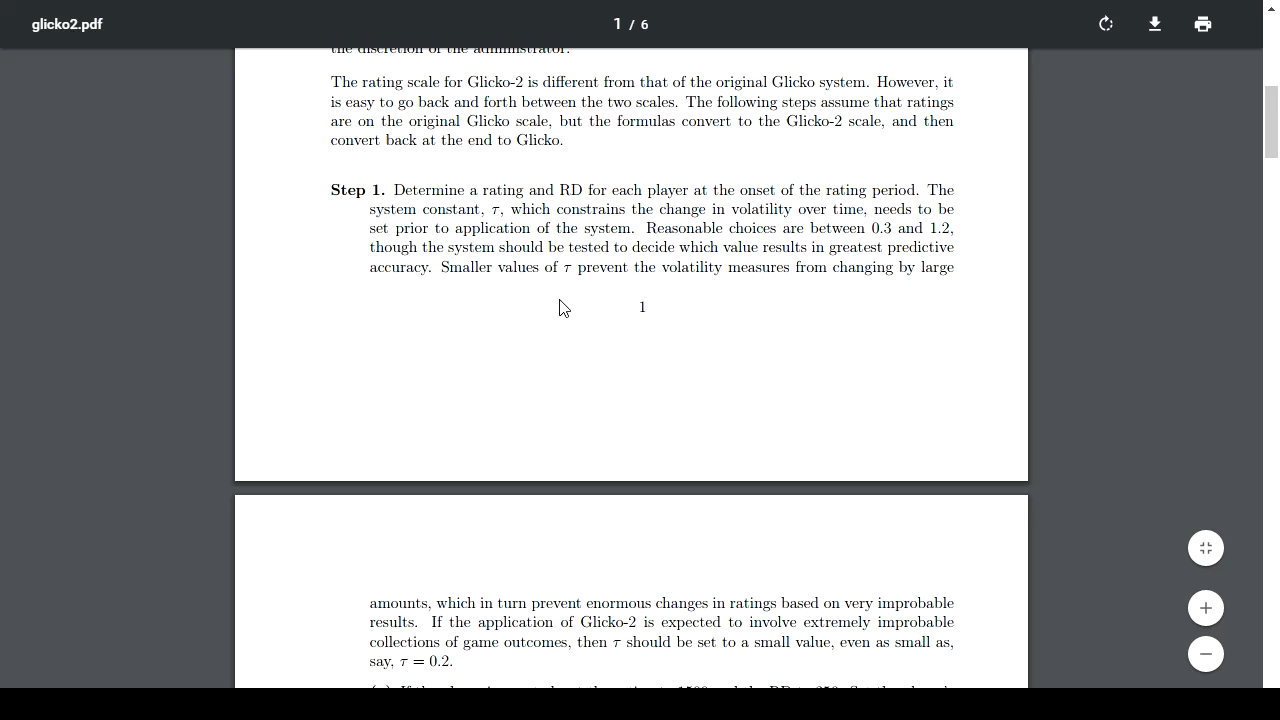 glicko2.pdf
1 / 6
the discretion of the administrator.
The rating scale for Glicko-2 is different from that of the original Glicko system. However, it
is easy to go back and forth between the two scales. The following steps assume that ratings
are on the original Glicko scale, but the formulas convert to the Glicko-2 scale, and then
convert back at the end to Glicko.
Step 1. Determine a rating and RD for each player at the onset of the rating period. The
system constant, τ, which constrains the change in volatility over time, needs to be
set prior to application of the system. Reasonable choices are between 0.3 and 1.2,
though the system should be tested to decide which value results in greatest predictive
accuracy. Smaller values of τ prevent the volatility measures from changing by large
1
amounts, which in turn prevent enormous changes in ratings based on very improbable
results. If the application of Glicko-2 is expected to involve extremely improbable
collections of game outcomes, then τ should be set to a small value, even as small as,
say, τ = 0.2.